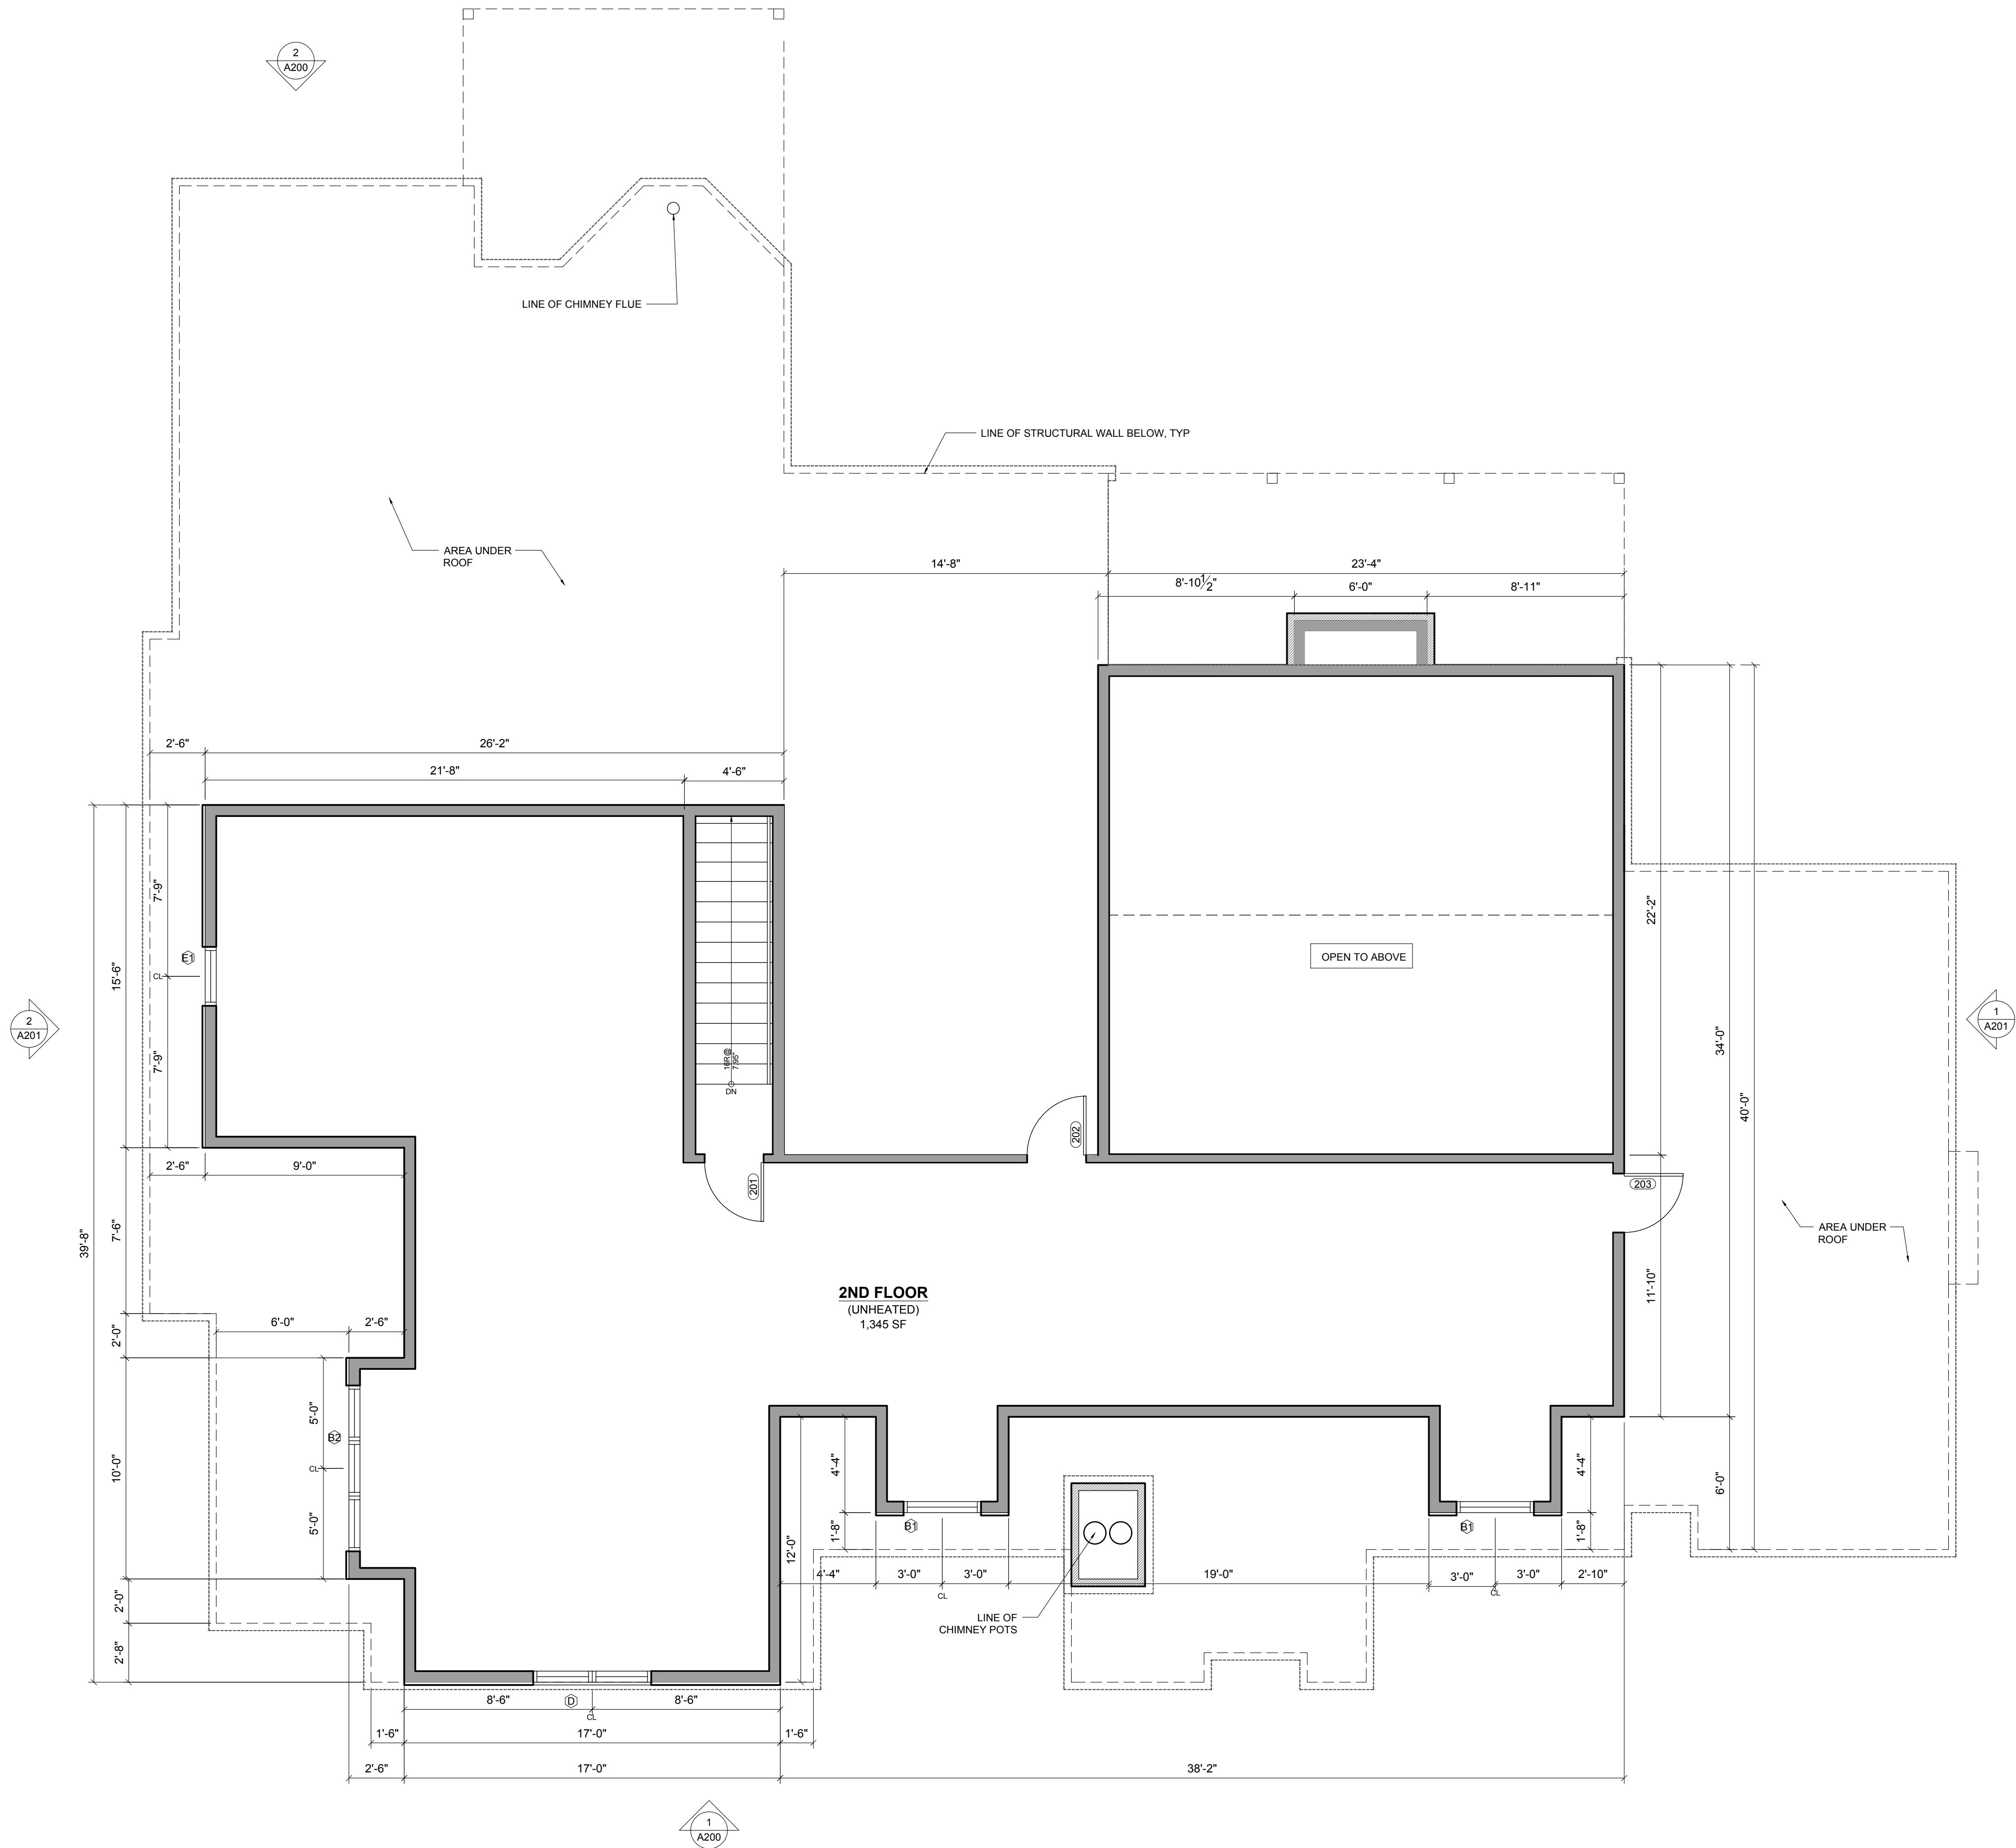 2
A200
LINE OF CHIMNEY FLUE
LINE OF STRUCTURAL WALL BELOW, TYP
AREA UNDER
ROOF
14'-8"
23'-4"
8'-10 1/2"
6'-0"
8'-11"
2'-6"
26'-2"
21'-8"
4'-6"
7'-9"
E1
CL
15'-6"
7'-9"
22'-2"
OPEN TO ABOVE
2
A201
1
A201
34'-0"
40'-0"
16R@
7.95"
DN
202
201
203
2'-6"
9'-0"
39'-8"
7'-6"
AREA UNDER
ROOF
11'-10"
2ND FLOOR
(UNHEATED)
1,345 SF
6'-0"
2'-6"
2'-0"
5'-0"
B2
CL
10'-0"
5'-0"
4'-4"
4'-4"
6'-0"
B1
B1
1'-8"
1'-8"
12'-0"
4'-4"
3'-0"
3'-0"
19'-0"
3'-0"
3'-0"
2'-10"
CL
CL
2'-0"
LINE OF
CHIMNEY POTS
2'-8"
8'-6"
D
8'-6"
CL
1'-6"
17'-0"
1'-6"
2'-6"
17'-0"
38'-2"
1
A200